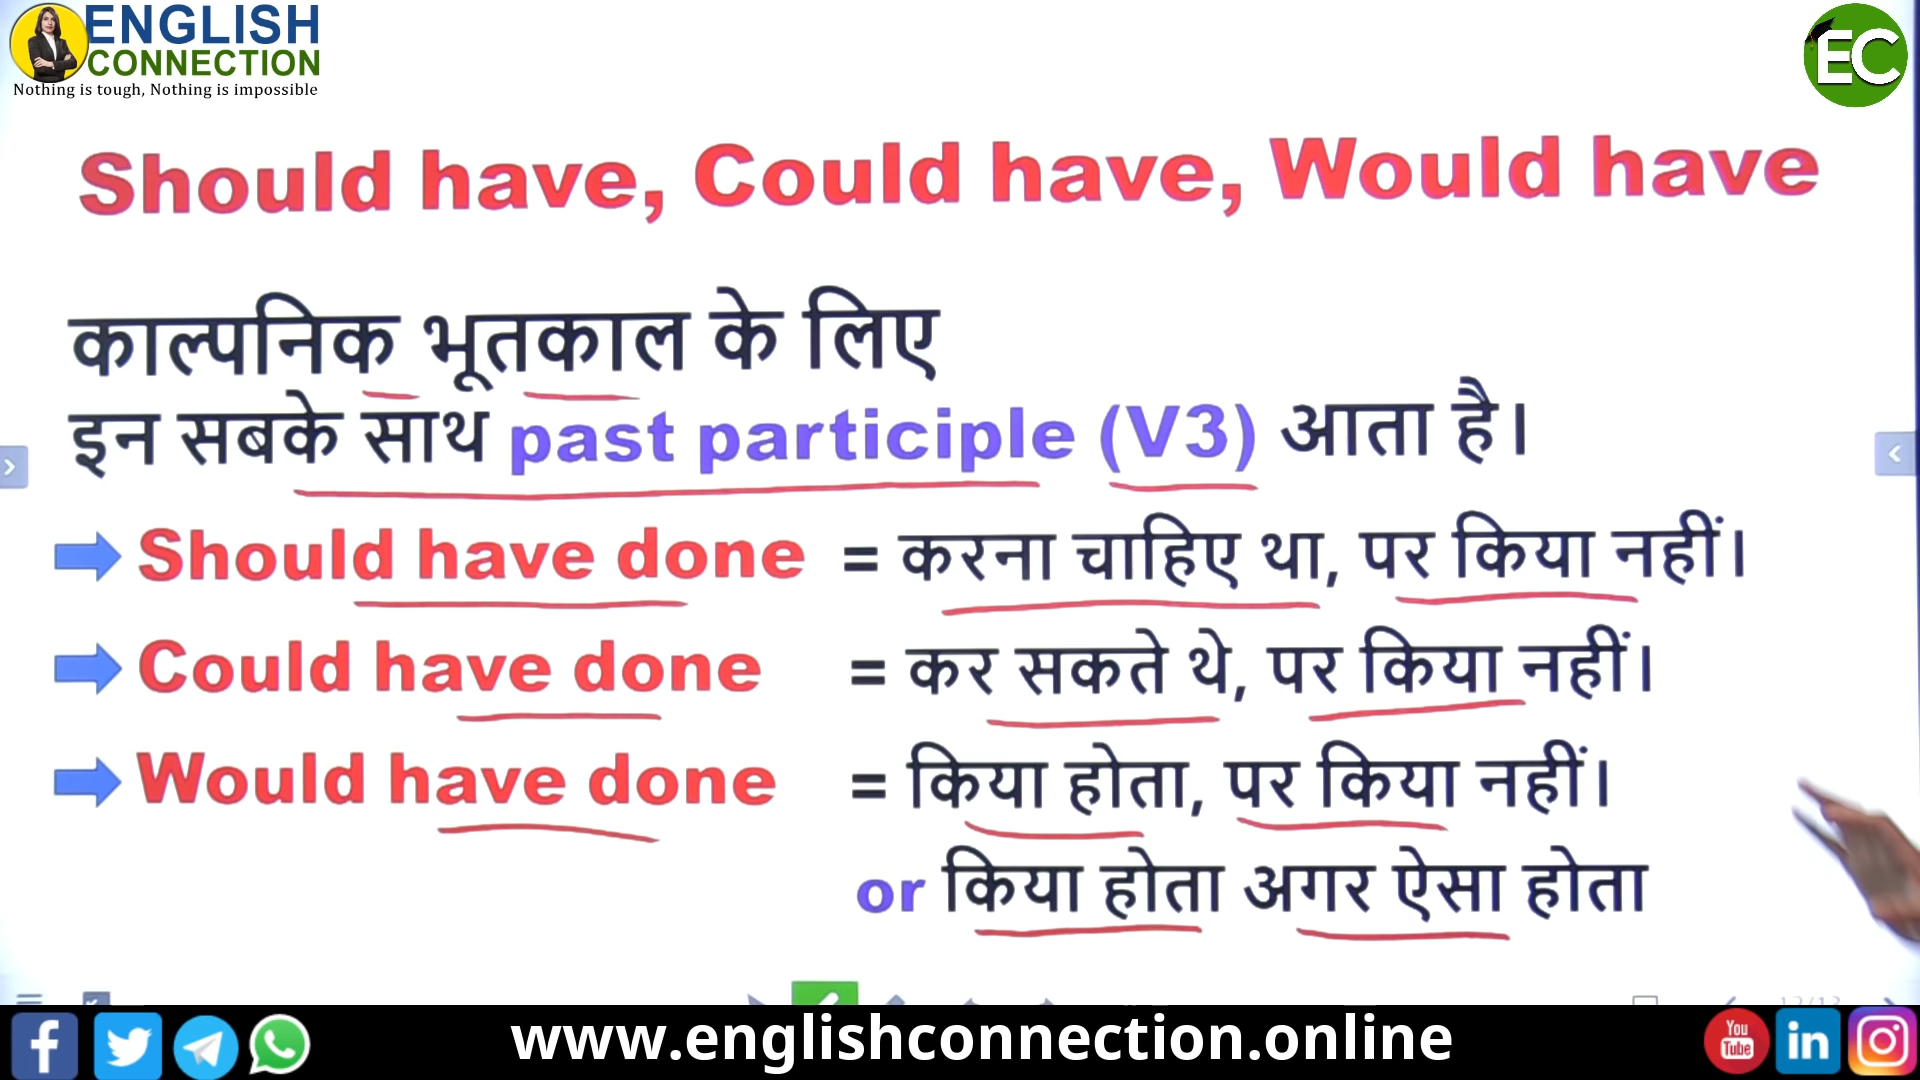 ENGLISH
CONNECTION
Nothing is tough, Nothing is impossible
EC
Should have, Could have, Would have
काल्पनिक भूतकाल के लिए
इन सबके साथ past participle (V3) आता है।
Should have done = करना चाहिए था, पर किया नहीं।
Could have done = कर सकते थे, पर किया नहीं।
Would have done = किया होता, पर किया नहीं।
or किया होता अगर ऐसा होता
www.englishconnection.online
You
Tube
in